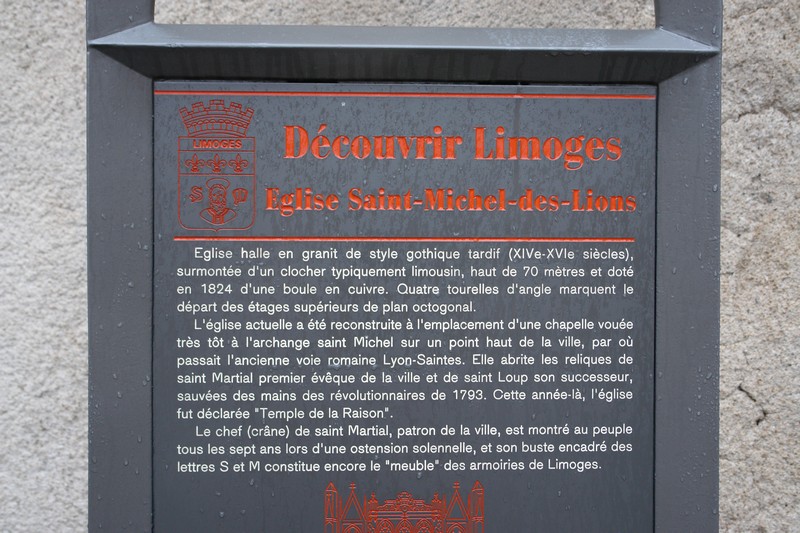 LIMOGES
S M
Découvrir Limoges
Eglise Saint-Michel-des-Lions
Eglise halle en granit de style gothique tardif (XIVe-XVIe siècles),
surmontée d'un clocher typiquement limousin, haut de 70 mètres et doté
en 1824 d'une boule en cuivre. Quatre tourelles d'angle marquent le
départ des étages supérieurs de plan octogonal.
L'église actuelle a été reconstruite à l'emplacement d'une chapelle vouée
très tôt à l'archange saint Michel sur un point haut de la ville, par où
passait l'ancienne voie romaine Lyon-Saintes. Elle abrite les reliques de
saint Martial premier évêque de la ville et de saint Loup son successeur,
sauvées des mains des révolutionnaires de 1793. Cette année-là, l'église
fut déclarée "Temple de la Raison".
Le chef (crâne) de saint Martial, patron de la ville, est montré au peuple
tous les sept ans lors d'une ostension solennelle, et son buste encadré des
lettres S et M constitue encore le "meuble" des armoiries de Limoges.